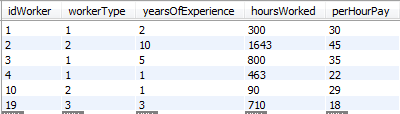 idWorker workerType yearsOfExperience hoursWorked perHourPay
1 1 2 300 30
2 2 10 1643 45
3 1 5 800 35
4 1 1 463 22
10 2 1 90 29
19 3 3 710 18